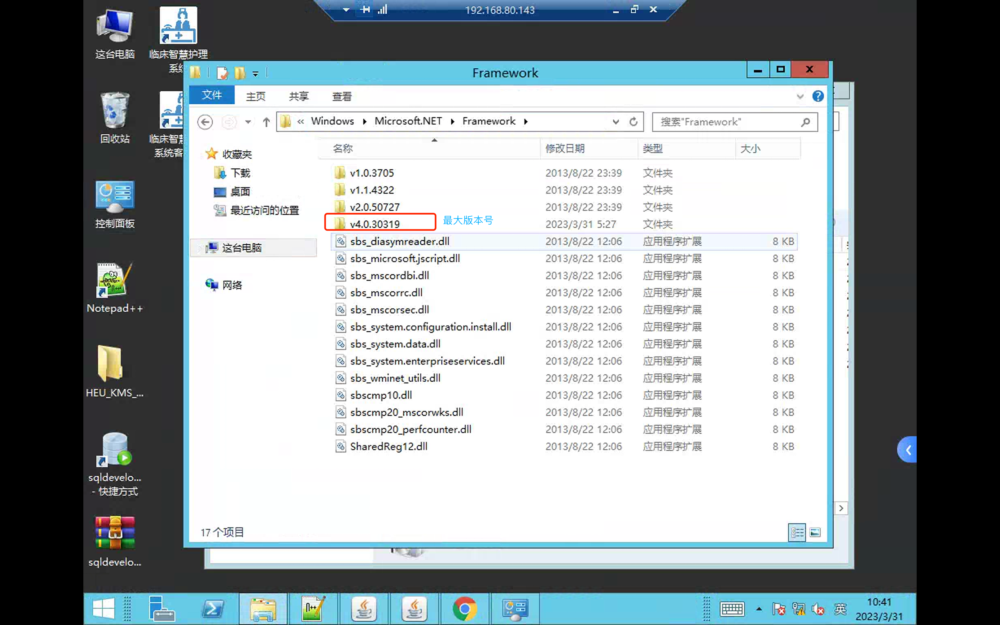 192.168.80.143
这台电脑
临床智慧护理
系统
回收站
临床智慧
系统客
控制面板
Notepad++
HEU_KMS_...
sqldevelo...
- 快捷方式
sqldevelo...
Framework
文件
主页
共享
查看
« Windows ▸ Microsoft.NET ▸ Framework ▸
搜索"Framework"
收藏夹
下载
桌面
最近访问的位置
这台电脑
网络
名称 修改日期 类型 大小
v1.0.3705 2013/8/22 23:39 文件夹
v1.1.4322 2013/8/22 23:39 文件夹
v2.0.50727 2013/8/22 23:39 文件夹
v4.0.30319 最大版本号 2023/3/31 5:27 文件夹
sbs_diasymreader.dll 2013/8/22 12:06 应用程序扩展 8 KB
sbs_microsoft.jscript.dll 2013/8/22 12:06 应用程序扩展 8 KB
sbs_mscordbi.dll 2013/8/22 12:06 应用程序扩展 8 KB
sbs_mscorrc.dll 2013/8/22 12:06 应用程序扩展 8 KB
sbs_mscorsec.dll 2013/8/22 12:06 应用程序扩展 8 KB
sbs_system.configuration.install.dll 2013/8/22 12:06 应用程序扩展 8 KB
sbs_system.data.dll 2013/8/22 12:06 应用程序扩展 8 KB
sbs_system.enterpriseservices.dll 2013/8/22 12:06 应用程序扩展 8 KB
sbs_wminet_utils.dll 2013/8/22 12:06 应用程序扩展 8 KB
sbscmp10.dll 2013/8/22 12:06 应用程序扩展 8 KB
sbscmp20_mscorwks.dll 2013/8/22 12:06 应用程序扩展 8 KB
sbscmp20_perfcounter.dll 2013/8/22 12:06 应用程序扩展 8 KB
SharedReg12.dll 2013/8/22 12:06 应用程序扩展 8 KB
17 个项目
英
10:41
2023/3/31